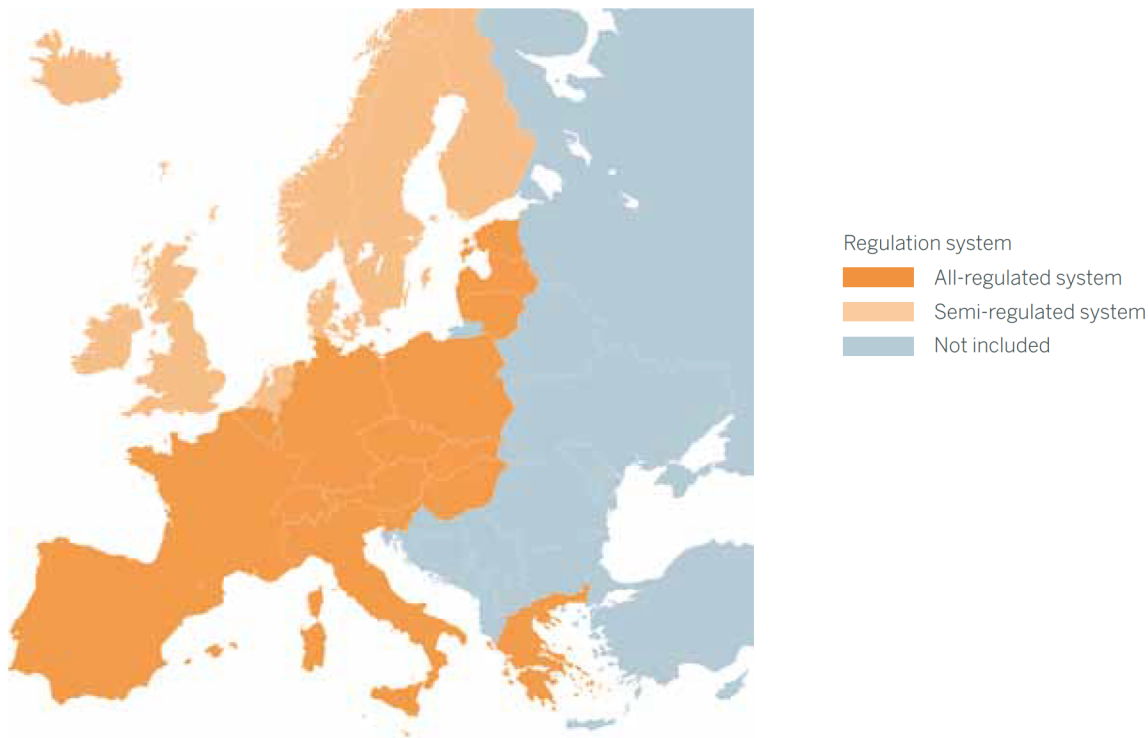 Regulation system
All-regulated system
Semi-regulated system
Not included